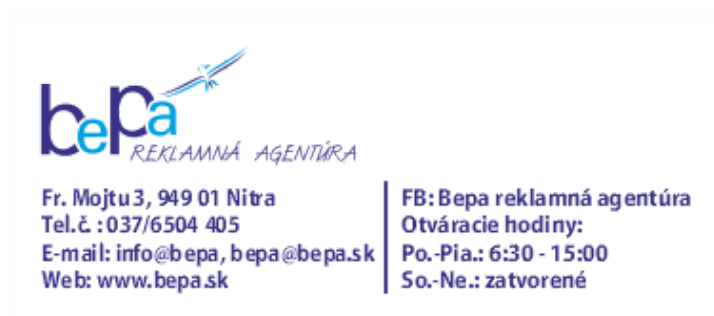 bepa
REKLAMNÁ AGENTÚRA
Fr. Mojtu 3, 949 01 Nitra
Tel.č. : 037/6504 405
E-mail: info@bepa, bepa@bepa.sk
Web: www.bepa.sk
FB: Bepa reklamná agentúra
Otváracie hodiny:
Po.-Pia.: 6:30 - 15:00
So.-Ne.: zatvorené